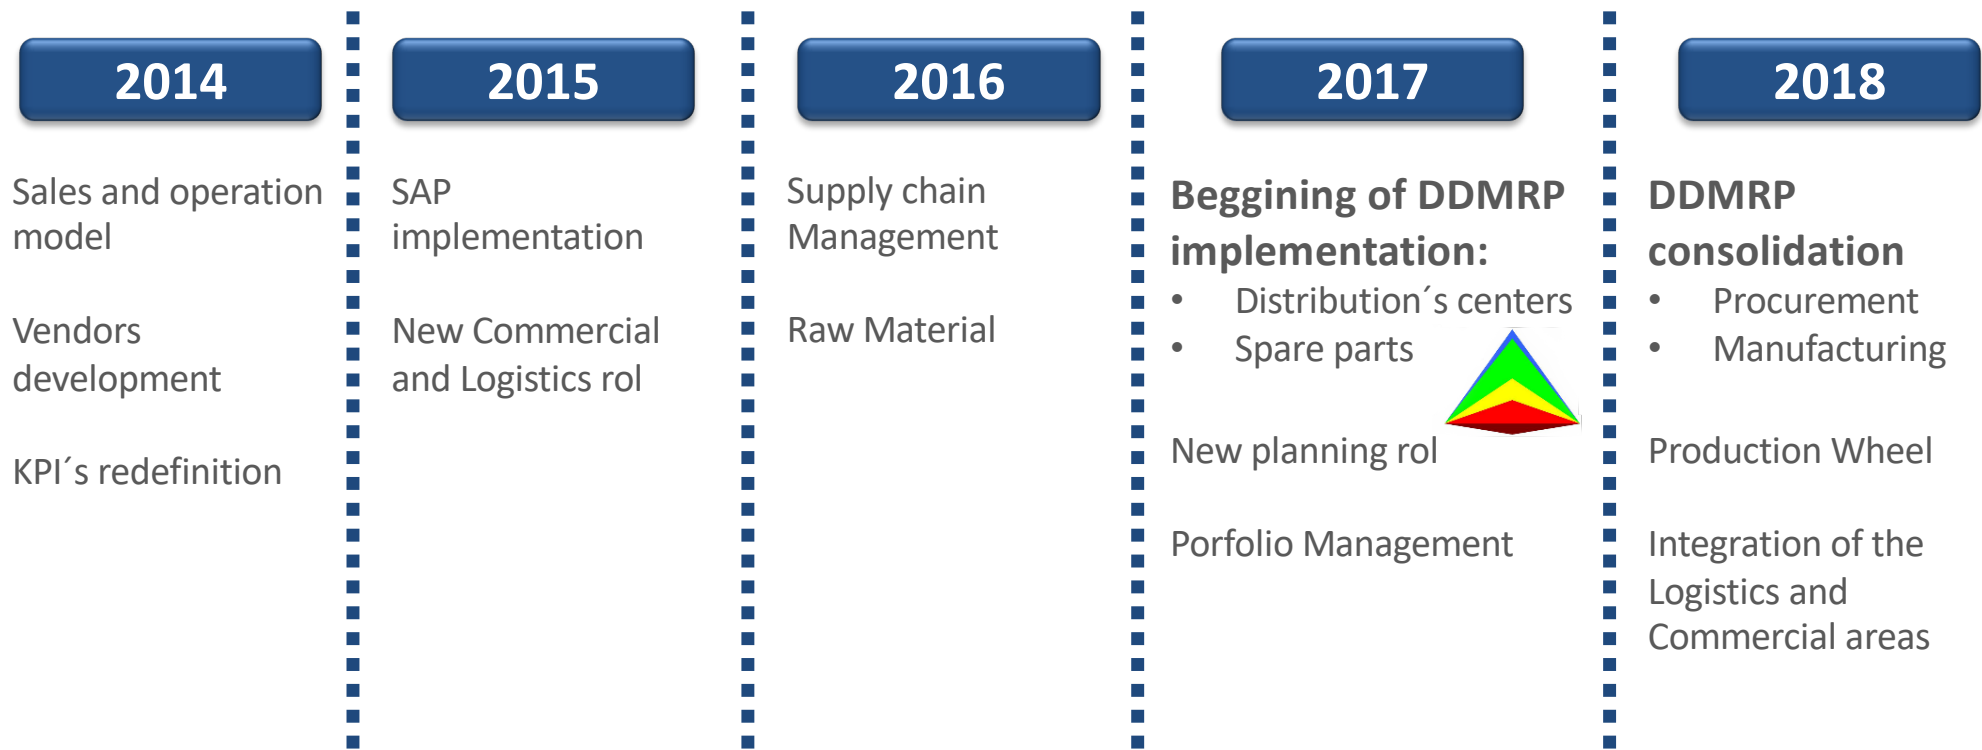 2014
Sales and operation
model
Vendors
development
KPI´s redefinition
2015
SAP
implementation
New Commercial
and Logistics rol
2016
Supply chain
Management
Raw Material
2017
Beggining of DDMRP
implementation:
• Distribution´s centers
• Spare parts
New planning rol
Porfolio Management
2018
DDMRP
consolidation
• Procurement
• Manufacturing
Production Wheel
Integration of the
Logistics and
Commercial areas